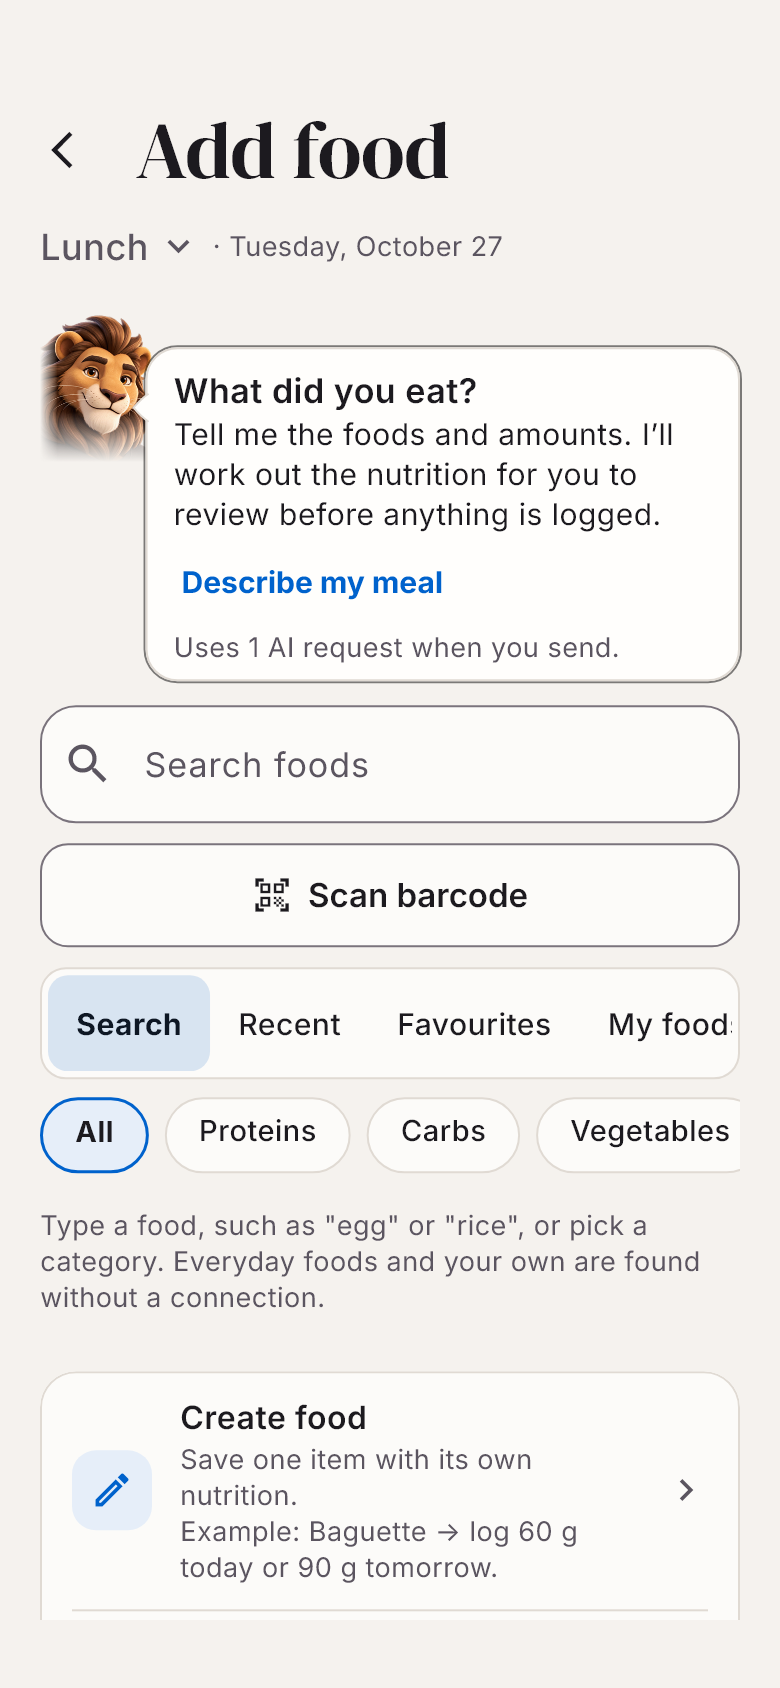 Add food
Lunch · Tuesday, October 27
What did you eat?
Tell me the foods and amounts. I’ll
work out the nutrition for you to
review before anything is logged.
Describe my meal
Uses 1 AI request when you send.
Search foods
Scan barcode
Search Recent Favourites My foods
All Proteins Carbs Vegetables
Type a food, such as "egg" or "rice", or pick a
category. Everyday foods and your own are found
without a connection.
Create food
Save one item with its own
nutrition.
Example: Baguette → log 60 g
today or 90 g tomorrow.